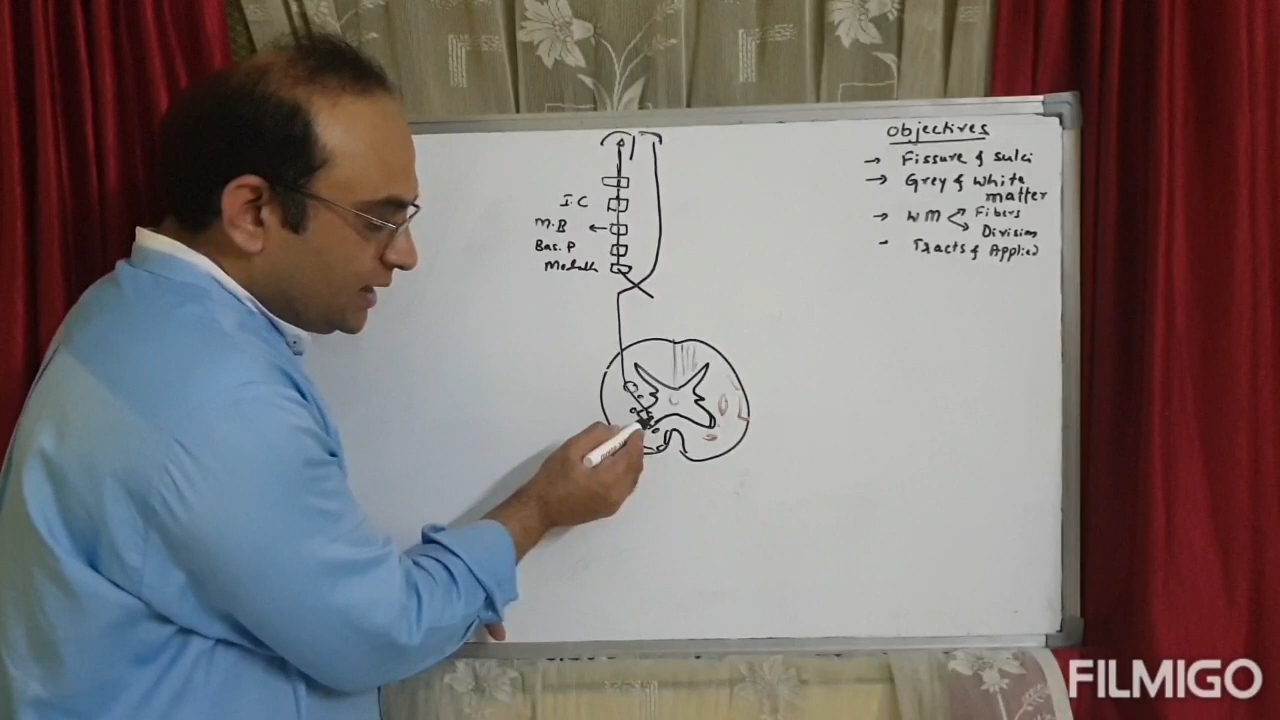 Objectives
→ Fissure & sulci
→ Grey & white
matter
→ WM < Fibers
Division
- Tracts & Applied
I.C
M.B
Bas. P
Medulla
FILMIGO